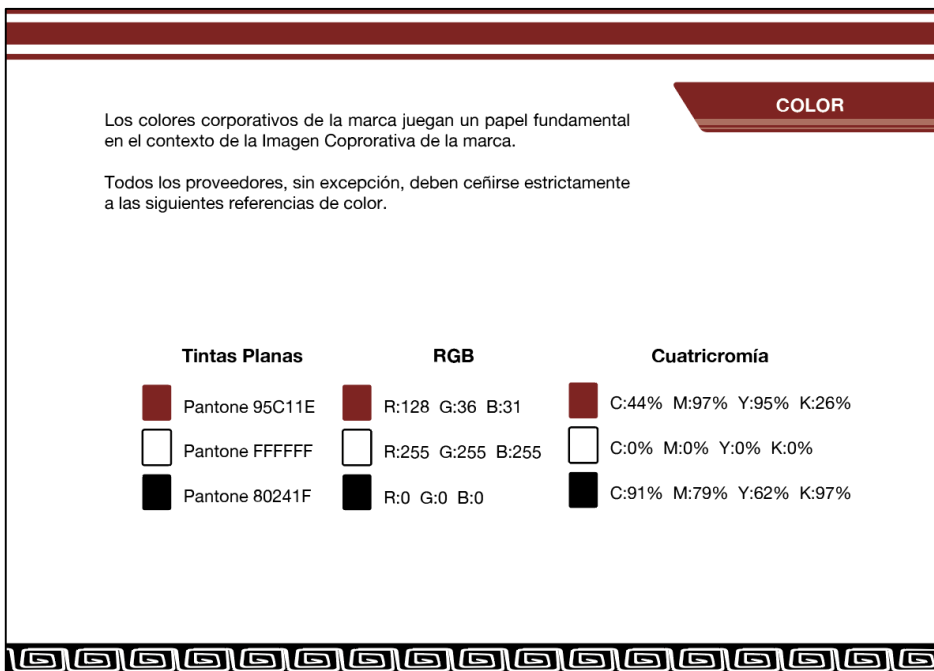 COLOR
Los colores corporativos de la marca juegan un papel fundamental
en el contexto de la Imagen Coprorativa de la marca.
Todos los proveedores, sin excepción, deben ceñirse estrictamente
a las siguientes referencias de color.
Tintas Planas RGB Cuatricromía
Pantone 95C11E R:128 G:36 B:31 C:44% M:97% Y:95% K:26%
Pantone FFFFFF R:255 G:255 B:255 C:0% M:0% Y:0% K:0%
Pantone 80241F R:0 G:0 B:0 C:91% M:79% Y:62% K:97%